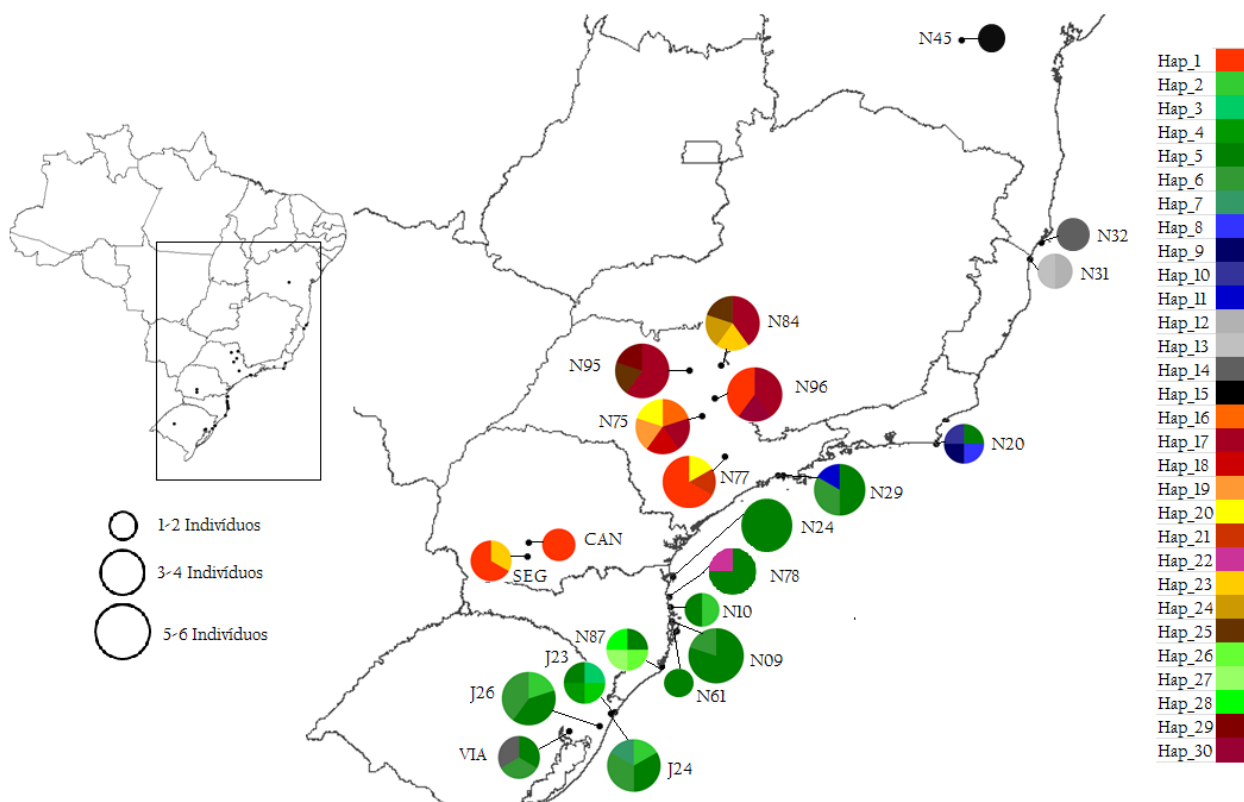 N45
N32
N31
N84
N95
N96
N75
N77
N20
N29
N24
CAN
SEG
N78
N10
N87
J23
N09
J26
N61
VIA
J24
1-2 Indivíduos
3-4 Indivíduos
5-6 Indivíduos
Hap_1
Hap_2
Hap_3
Hap_4
Hap_5
Hap_6
Hap_7
Hap_8
Hap_9
Hap_10
Hap_11
Hap_12
Hap_13
Hap_14
Hap_15
Hap_16
Hap_17
Hap_18
Hap_19
Hap_20
Hap_21
Hap_22
Hap_23
Hap_24
Hap_25
Hap_26
Hap_27
Hap_28
Hap_29
Hap_30